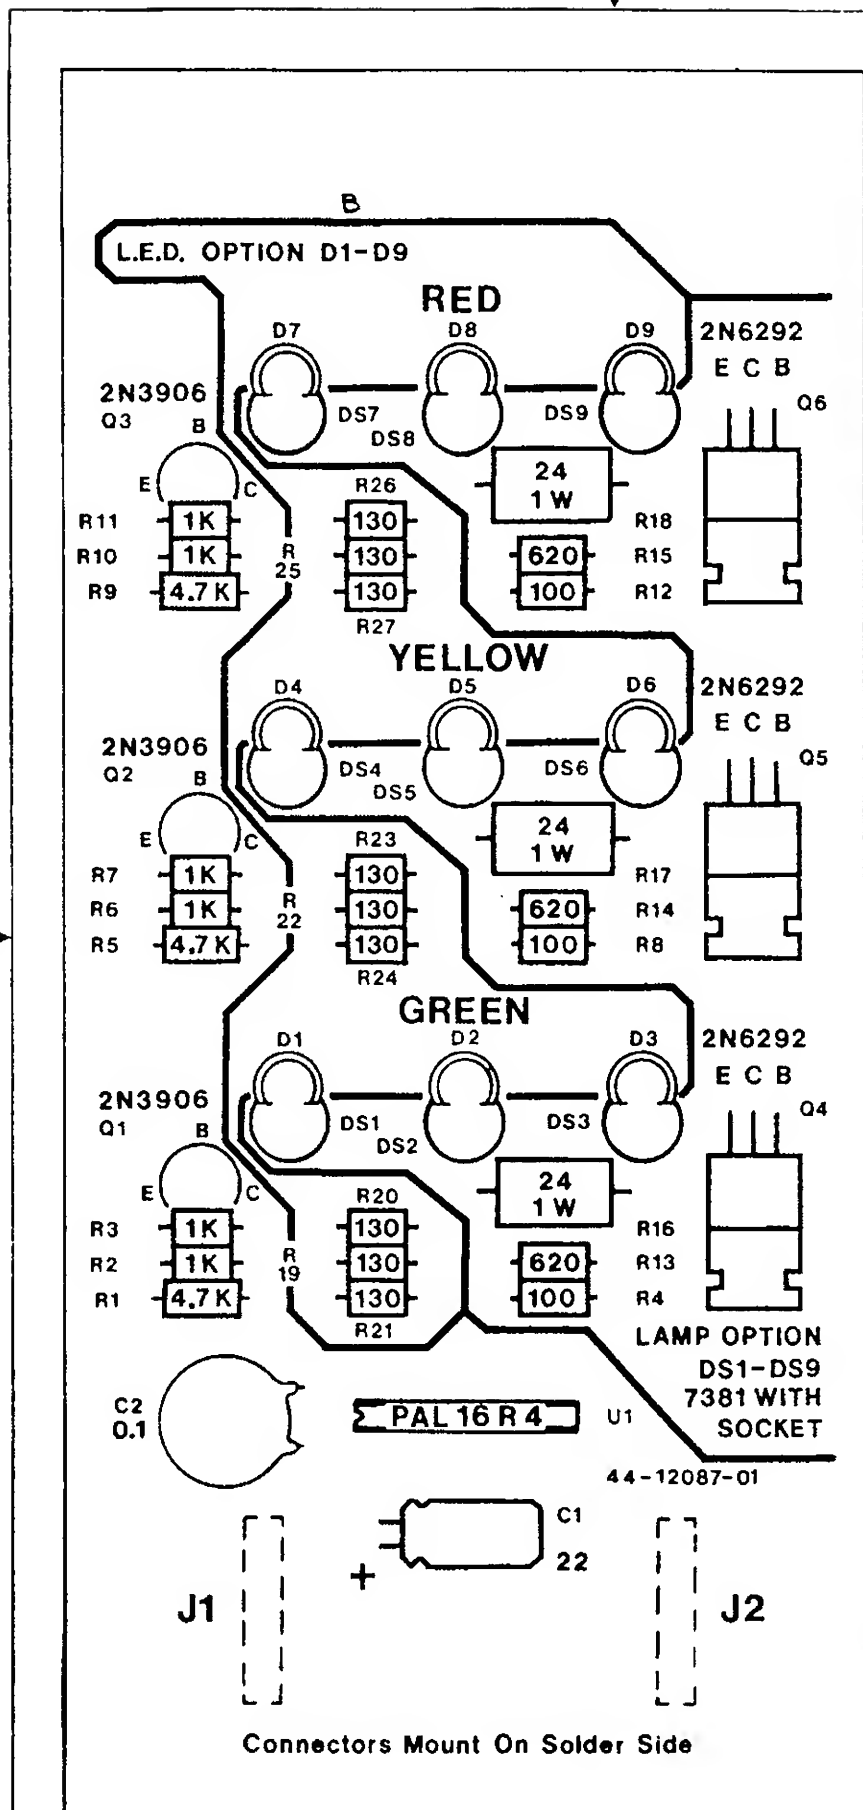 B
L.E.D. OPTION D1-D9
RED
D7 D8 D9 2N6292
E C B
2N3906 Q6
Q3 B DS7 DS8 DS9
E C R26 24
1W
R11 1K 130 R18
R10 1K R 25 130 620 R15
R9 4.7K 130 100 R12
R27
YELLOW
D4 D5 D6 2N6292
E C B
2N3906 Q5
Q2 B DS4 DS5 DS6
E C R23 24
1W
R7 1K 130 R17
R6 1K R 22 130 620 R14
R5 4.7K 130 100 R8
R24
GREEN
D1 D2 D3 2N6292
E C B
2N3906 Q4
Q1 B DS1 DS2 DS3
E C R20 24
1W
R3 1K 130 R16
R2 1K R 19 130 620 R13
R1 4.7K 130 100 R4
R21
LAMP OPTION
DS1-DS9
7381 WITH
SOCKET
C2
0.1
PAL 16 R 4 U1
44-12087-01
C1
22
+
J1 J2
Connectors Mount On Solder Side